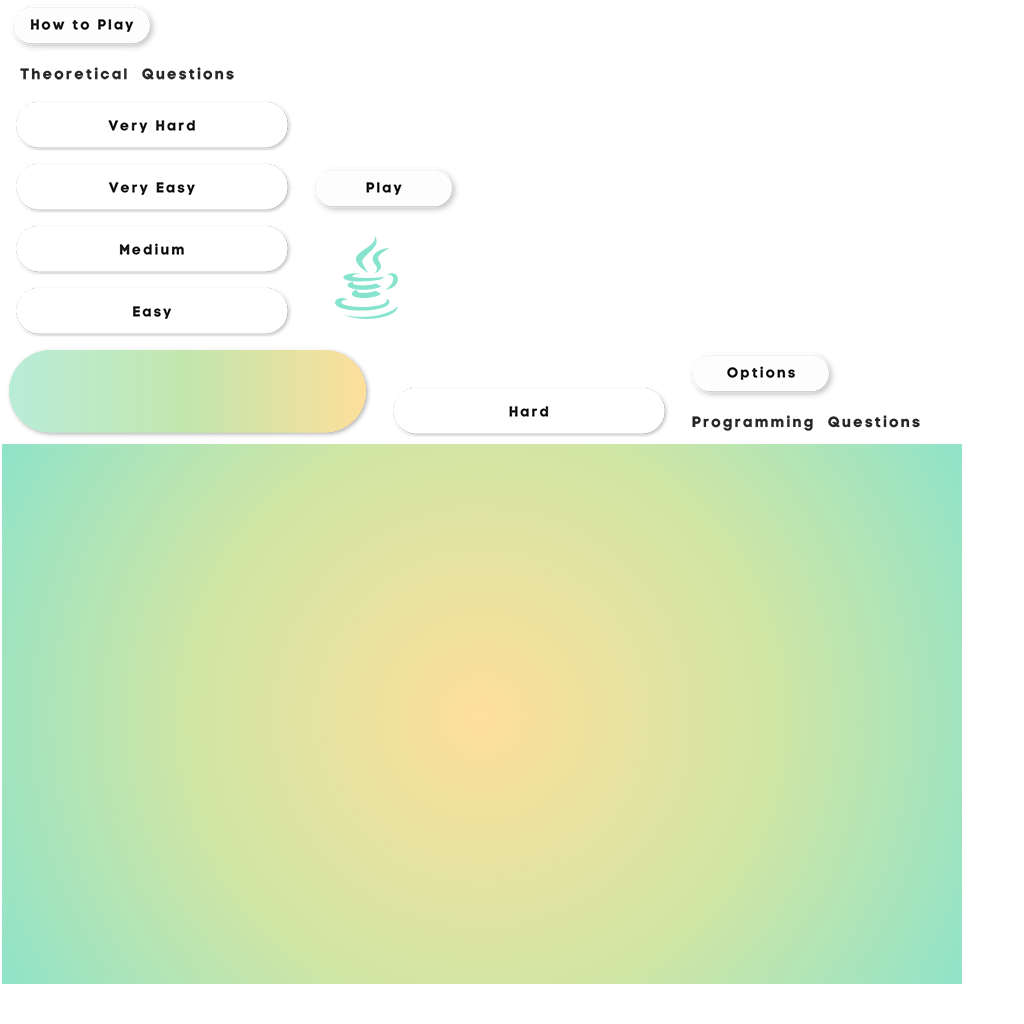 How to Play
Theoretical Questions
Very Hard
Very Easy
Play
Medium
Easy
Options
Hard
Programming Questions